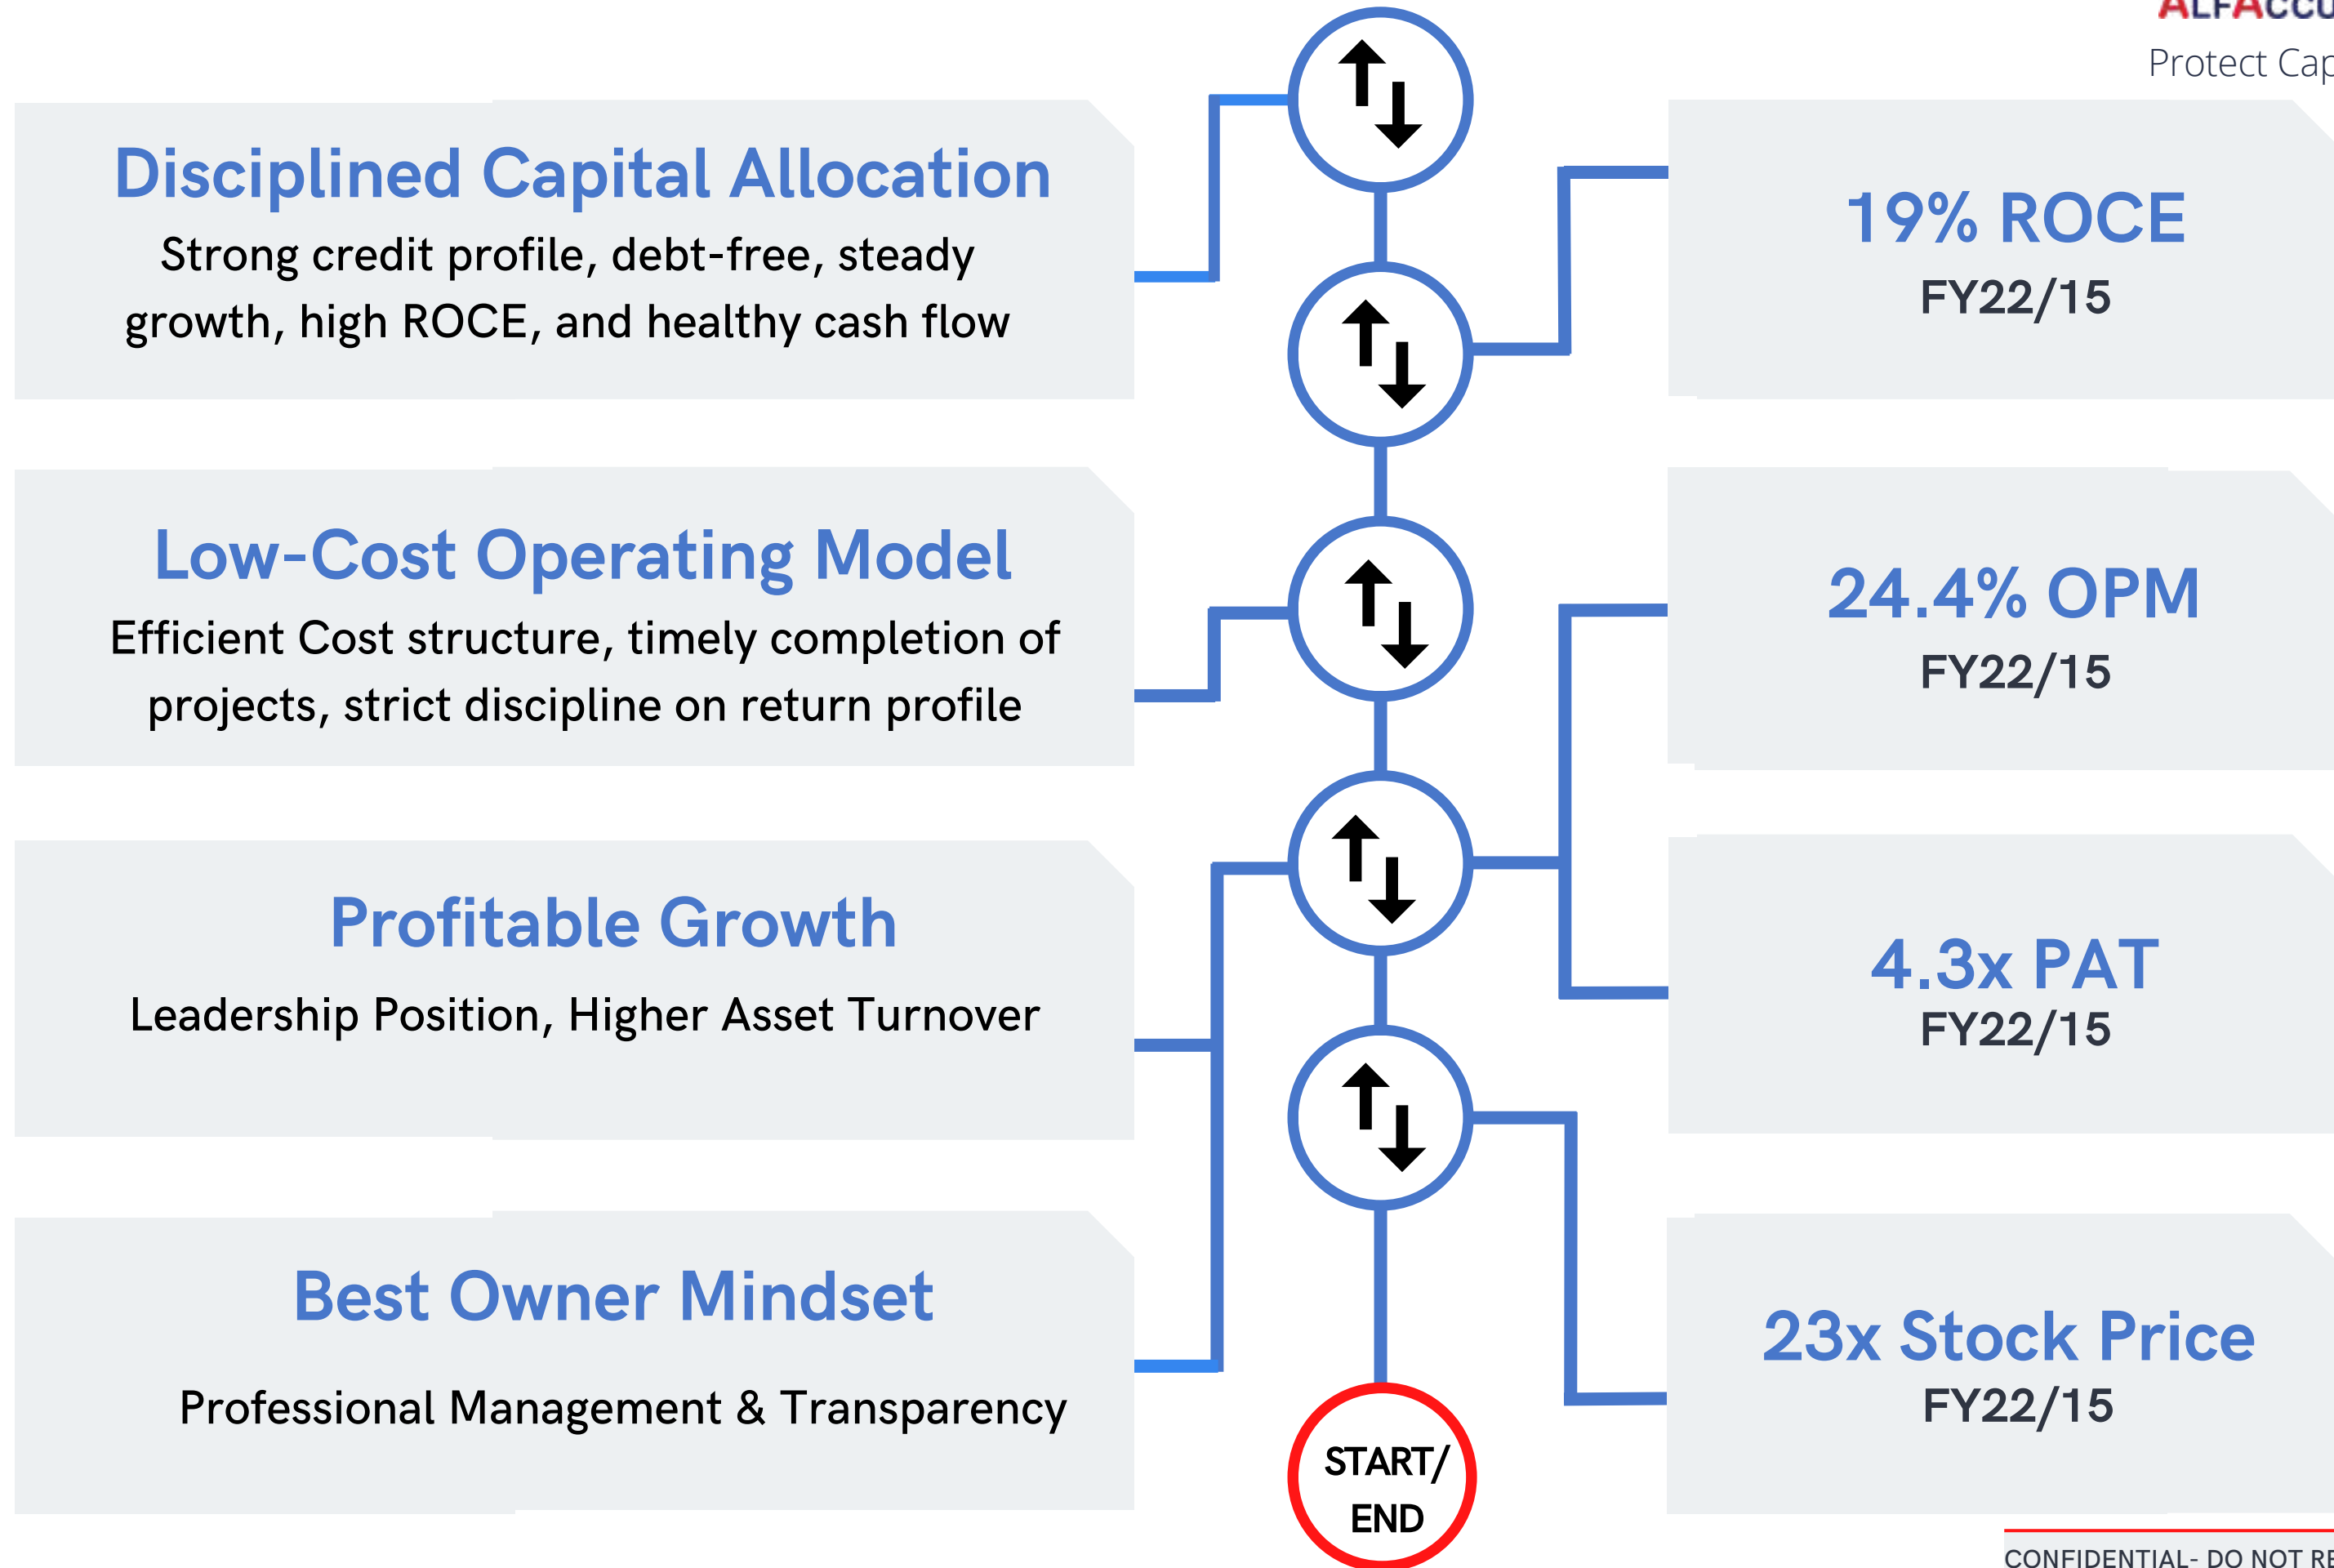 Protect
Disciplined Capital Allocation
Strong credit profile, debt-free, steady
growth, high ROCE, and healthy cash flow
19% ROCE
FY22/15
Low-Cost Operating Model
Efficient Cost structure, timely completion of
projects, strict discipline on return profile
24.4% OPM
FY22/15
Profitable Growth
Leadership Position, Higher Asset Turnover
4.3x PAT
FY22/15
Best Owner Mindset
Professional Management & Transparency
23x Stock Price
FY22/15
START/
END
CONFIDENTIAL- DO NOT